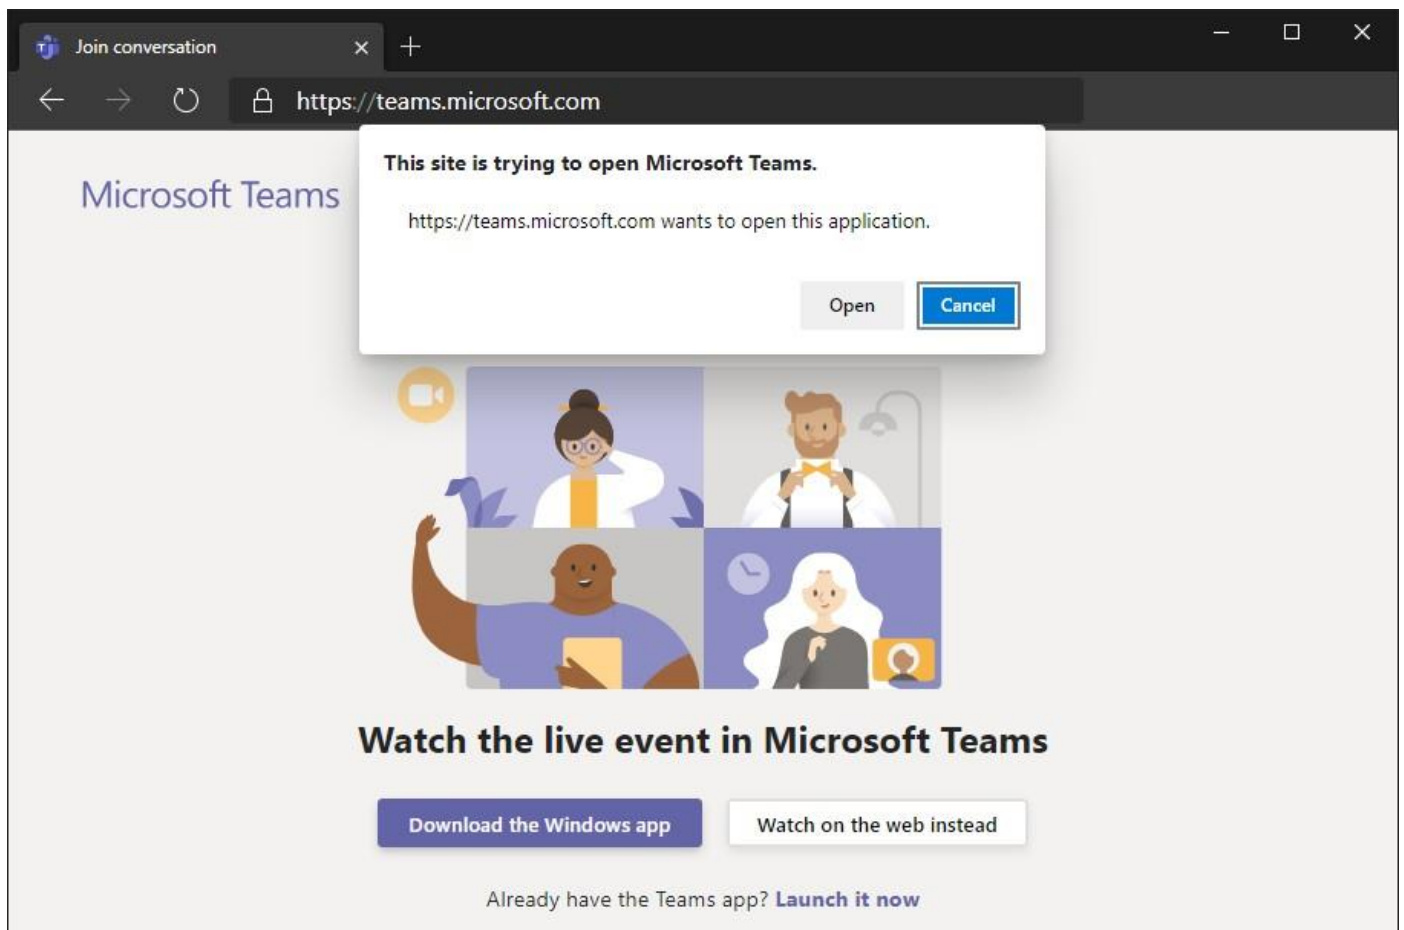 Join conversation
https://teams.microsoft.com
This site is trying to open Microsoft Teams.
Microsoft Teams
https://teams.microsoft.com wants to open this application.
Open Cancel
Watch the live event in Microsoft Teams
Download the Windows app Watch on the web instead
Already have the Teams app? Launch it now